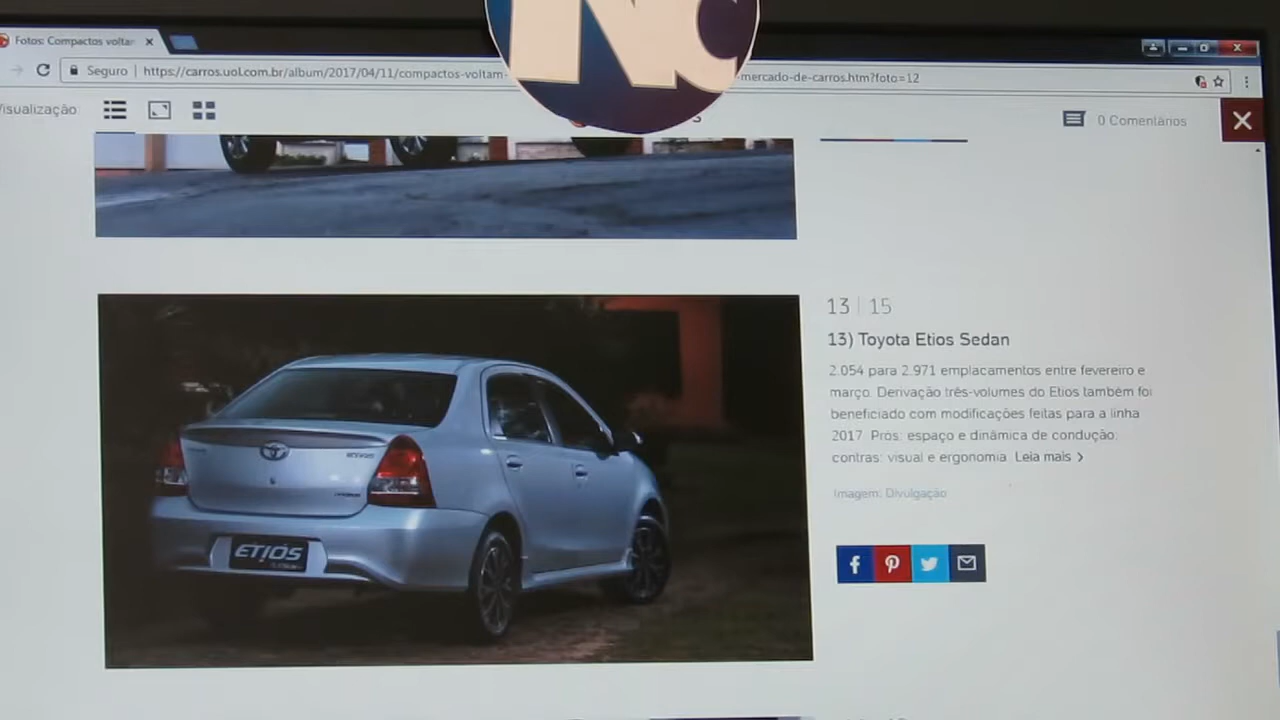 Fotos: Compactos voltar
Seguro
https://carros.uol.com.br/album/2017/04/11/compactos-voltam-
mercado-de-carros.htm?foto=12
NC
Visualização
0 Comentários
13 | 15
13) Toyota Etios Sedan
2.054 para 2.971 emplacamentos entre fevereiro e
março. Derivação três-volumes do Etios também foi
beneficiado com modificações feitas para a linha
2017. Prós: espaço e dinâmica de condução;
contras: visual e ergonomia. Leia mais >
Imagem: Divulgação
ETIOS